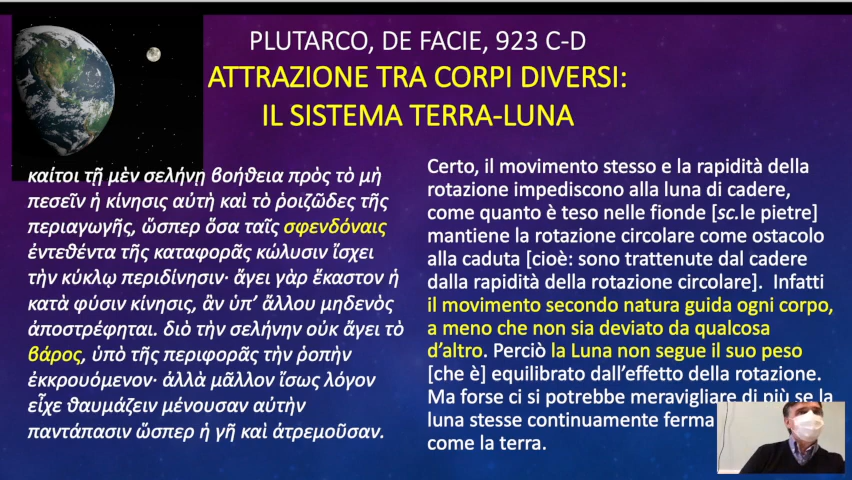 PLUTARCO, DE FACIE, 923 C-D
ATTRAZIONE TRA CORPI DIVERSI:
IL SISTEMA TERRA-LUNA
καίτοι τῇ μὲν σελήνῃ βοήθεια πρὸς τὸ μὴ
πεσεῖν ἡ κίνησις αὐτὴ καὶ τὸ ῥοιζῶδες τῆς
περιαγωγῆς, ὥσπερ ὅσα ταῖς σφενδόναις
ἐντεθέντα τῆς καταφορᾶς κώλυσιν ἴσχει
τὴν κύκλῳ περιδίνησιν· ἄγει γὰρ ἕκαστον ἡ
κατὰ φύσιν κίνησις, ἂν ὑπ’ ἄλλου μηδενὸς
ἀποστρέφηται. διὸ τὴν σελήνην οὐκ ἄγει τὸ
βάρος, ὑπὸ τῆς περιφορᾶς τὴν ῥοπὴν
ἐκκρουόμενον· ἀλλὰ μᾶλλον ἴσως λόγον
εἶχε θαυμάζειν μένουσαν αὐτὴν
παντάπασιν ὥσπερ ἡ γῆ καὶ ἀτρεμοῦσαν.
Certo, il movimento stesso e la rapidità della
rotazione impediscono alla luna di cadere,
come quanto è teso nelle fionde [sc.le pietre]
mantiene la rotazione circolare come ostacolo
alla caduta [cioè: sono trattenute dal cadere
dalla rapidità della rotazione circolare].  Infatti
il movimento secondo natura guida ogni corpo,
a meno che non sia deviato da qualcosa
d’altro. Perciò la Luna non segue il suo peso
[che è] equilibrato dall’effetto della rotazione.
Ma forse ci si potrebbe meravigliare di più se la
luna stesse continuamente ferma
come la terra.